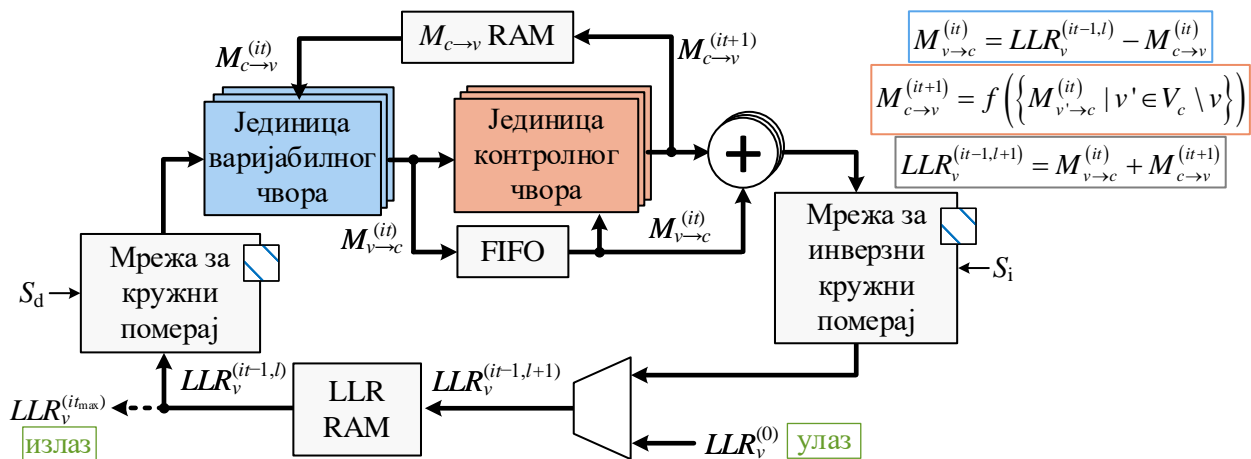 M_{c→v}^{(it)}
M_{c→v} RAM
M_{c→v}^{(it+1)}
M_{v→c}^{(it)} = LLR_v^{(it−1,l)} − M_{c→v}^{(it)}
M_{c→v}^{(it+1)} = f({M_{v'→c}^{(it)} | v' ∈ V_c \ v})
LLR_v^{(it−1,l+1)} = M_{v→c}^{(it)} + M_{c→v}^{(it+1)}
Јединица
варијабилног
чвора
Јединица
контролног
чвора
+
M_{v→c}^{(it)}
FIFO
M_{v→c}^{(it)}
S_d
Мрежа за
кружни
померај
Мрежа за
инверзни
кружни
померај
S_i
LLR_v^{(it−1,l)}
LLR
RAM
LLR_v^{(it−1,l+1)}
LLR_v^{(it_{max})}
излаз
LLR_v^{(0)}
улаз